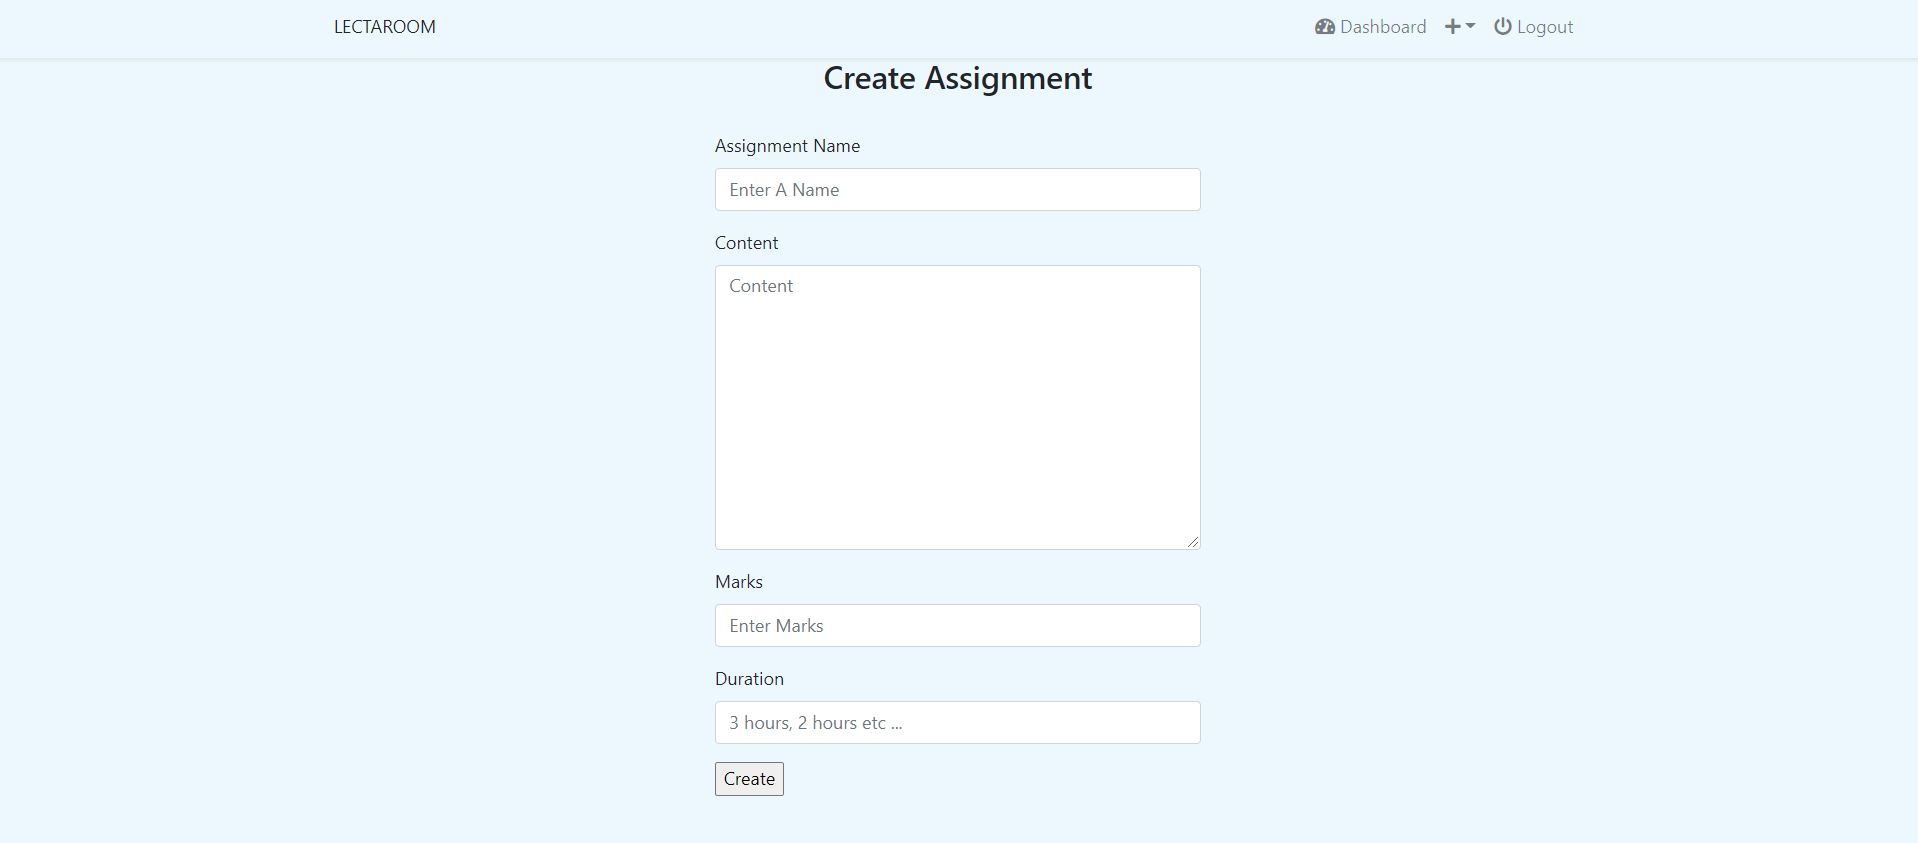 LECTAROOM Dashboard Logout
Create Assignment
Assignment Name
Enter A Name
Content
Content
Marks
Enter Marks
Duration
3 hours, 2 hours etc ...
Create